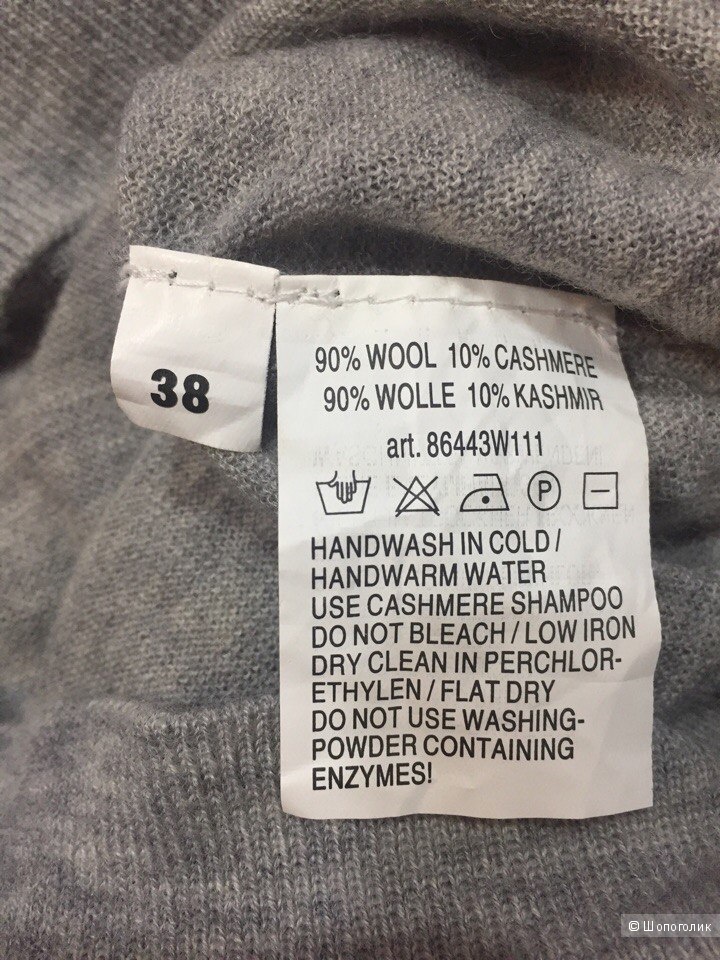 38
90% WOOL 10% CASHMERE
90% WOLLE 10% KASHMIR
art. 86443W111
P
HANDWASH IN COLD /
HANDWARM WATER
USE CASHMERE SHAMPOO
DO NOT BLEACH / LOW IRON
DRY CLEAN IN PERCHLOR-
ETHYLEN / FLAT DRY
DO NOT USE WASHING-
POWDER CONTAINING
ENZYMES!
© Шопоголик